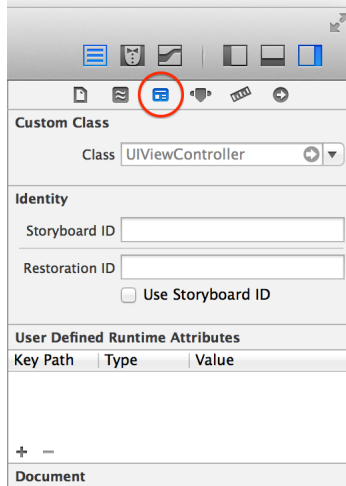 Custom Class
Class UIViewController
Identity
Storyboard ID
Restoration ID
Use Storyboard ID
User Defined Runtime Attributes
Key Path Type Value
Document